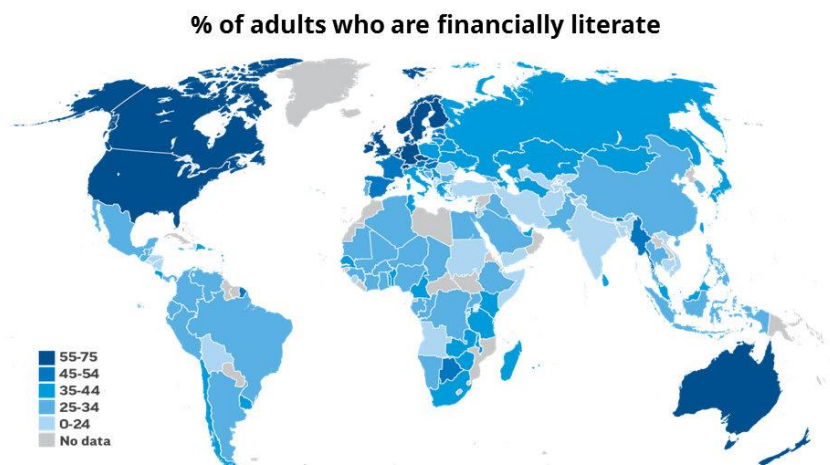 % of adults who are financially literate
55-75
45-54
35-44
25-34
0-24
No data